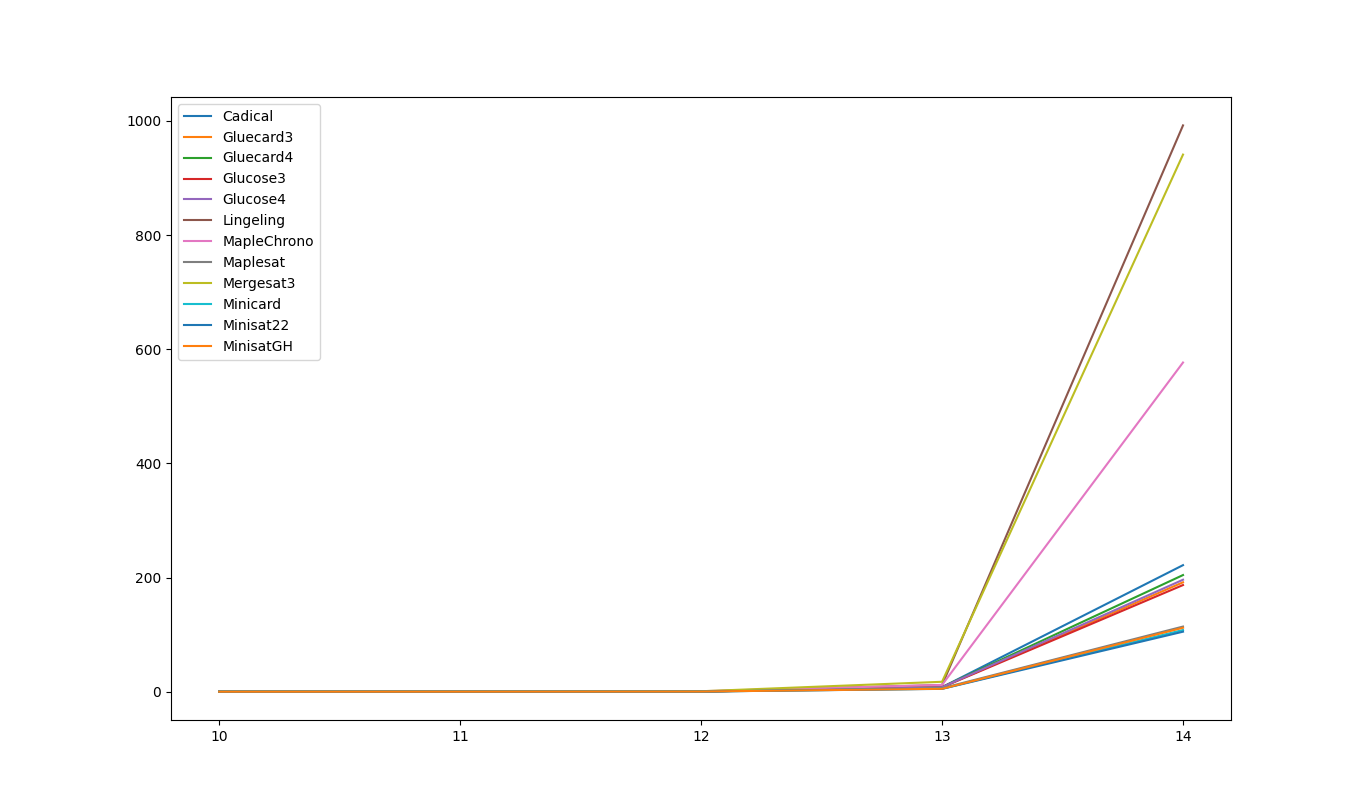 1000
800
600
400
200
0
Cadical
Gluecard3
Gluecard4
Glucose3
Glucose4
Lingeling
MapleChrono
Maplesat
Mergesat3
Minicard
Minisat22
MinisatGH
10 11 12 13 14